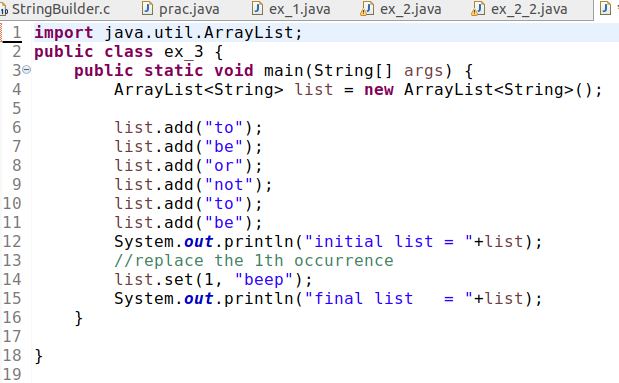 StringBuilder.c prac.java ex_1.java ex_2.java ex_2_2.java
1 import java.util.ArrayList;
2 public class ex_3 {
3 public static void main(String[] args) {
4 ArrayList<String> list = new ArrayList<String>();
5
6 list.add("to");
7 list.add("be");
8 list.add("or");
9 list.add("not");
10 list.add("to");
11 list.add("be");
12 System.out.println("initial list = "+list);
13 //replace the 1th occurrence
14 list.set(1, "beep");
15 System.out.println("final list   = "+list);
16 }
17
18 }
19